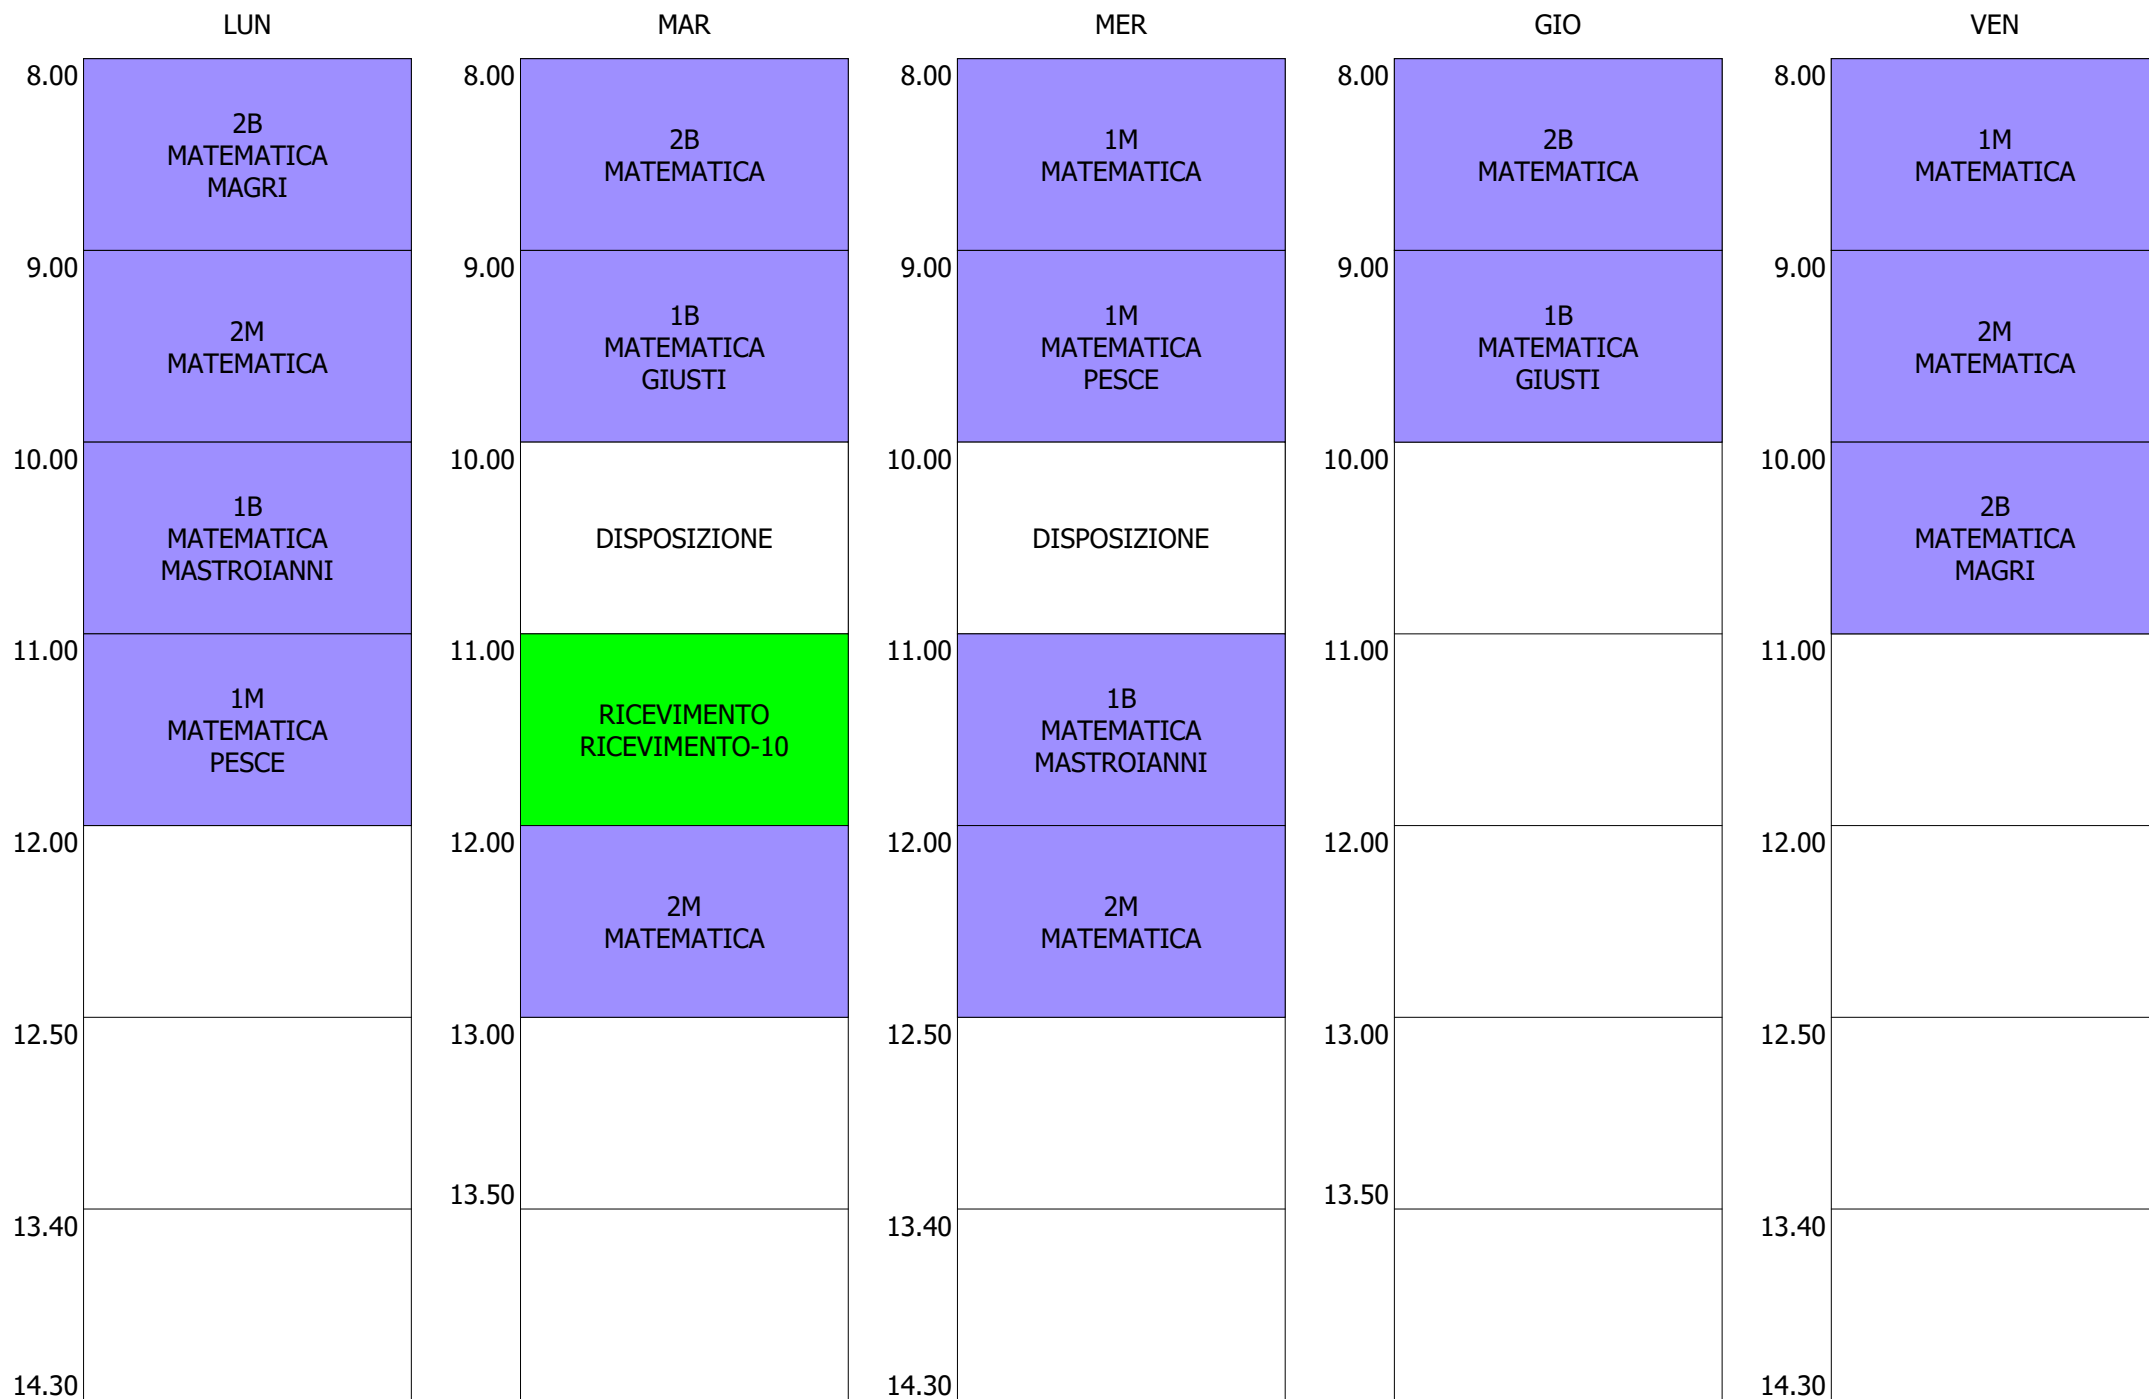 LUN
8.00
2B
MATEMATICA
MAGRI
9.00
2M
MATEMATICA
10.00
1B
MATEMATICA
MASTROIANNI
11.00
1M
MATEMATICA
PESCE
12.00
12.50
13.40
14.30
MAR
8.00
2B
MATEMATICA
9.00
1B
MATEMATICA
GIUSTI
10.00
DISPOSIZIONE
11.00
RICEVIMENTO
RICEVIMENTO-10
12.00
2M
MATEMATICA
13.00
13.50
MER
8.00
1M
MATEMATICA
9.00
1M
MATEMATICA
PESCE
10.00
DISPOSIZIONE
11.00
1B
MATEMATICA
MASTROIANNI
12.00
2M
MATEMATICA
12.50
13.40
14.30
GIO
8.00
2B
MATEMATICA
9.00
1B
MATEMATICA
GIUSTI
10.00
11.00
12.00
13.00
13.50
VEN
8.00
1M
MATEMATICA
9.00
2M
MATEMATICA
10.00
2B
MATEMATICA
MAGRI
11.00
12.00
12.50
13.40
14.30